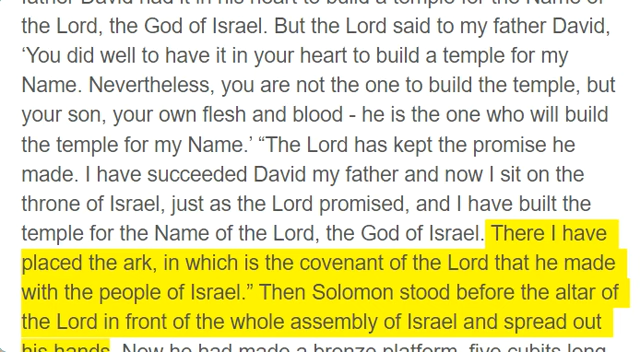 father David had it in his heart to build a temple for the Name of
the Lord, the God of Israel. But the Lord said to my father David,
‘You did well to have it in your heart to build a temple for my
Name. Nevertheless, you are not the one to build the temple, but
your son, your own flesh and blood - he is the one who will build
the temple for my Name.’ “The Lord has kept the promise he
made. I have succeeded David my father and now I sit on the
throne of Israel, just as the Lord promised, and I have built the
temple for the Name of the Lord, the God of Israel. There I have
placed the ark, in which is the covenant of the Lord that he made
with the people of Israel.” Then Solomon stood before the altar of
the Lord in front of the whole assembly of Israel and spread out
his hands. Now he had made a bronze platform, five cubits long,